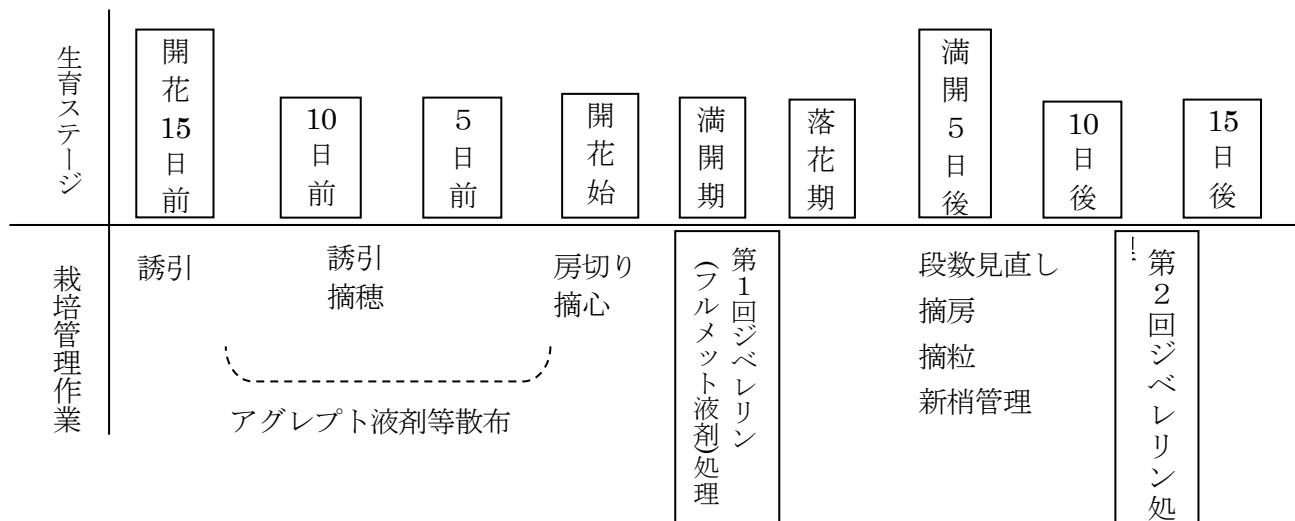 生育ステージ
開花15日前
10日前
5日前
開花始
満開期
落花期
満開5日後
10日後
15日後
栽培管理作業
誘引
誘引
摘穂
アグレプト液剤等散布
房切り
摘心
第1回ジベレリン
(フルメット液剤)処理
段数見直し
摘房
摘粒
新梢管理
第2回ジベレリン処